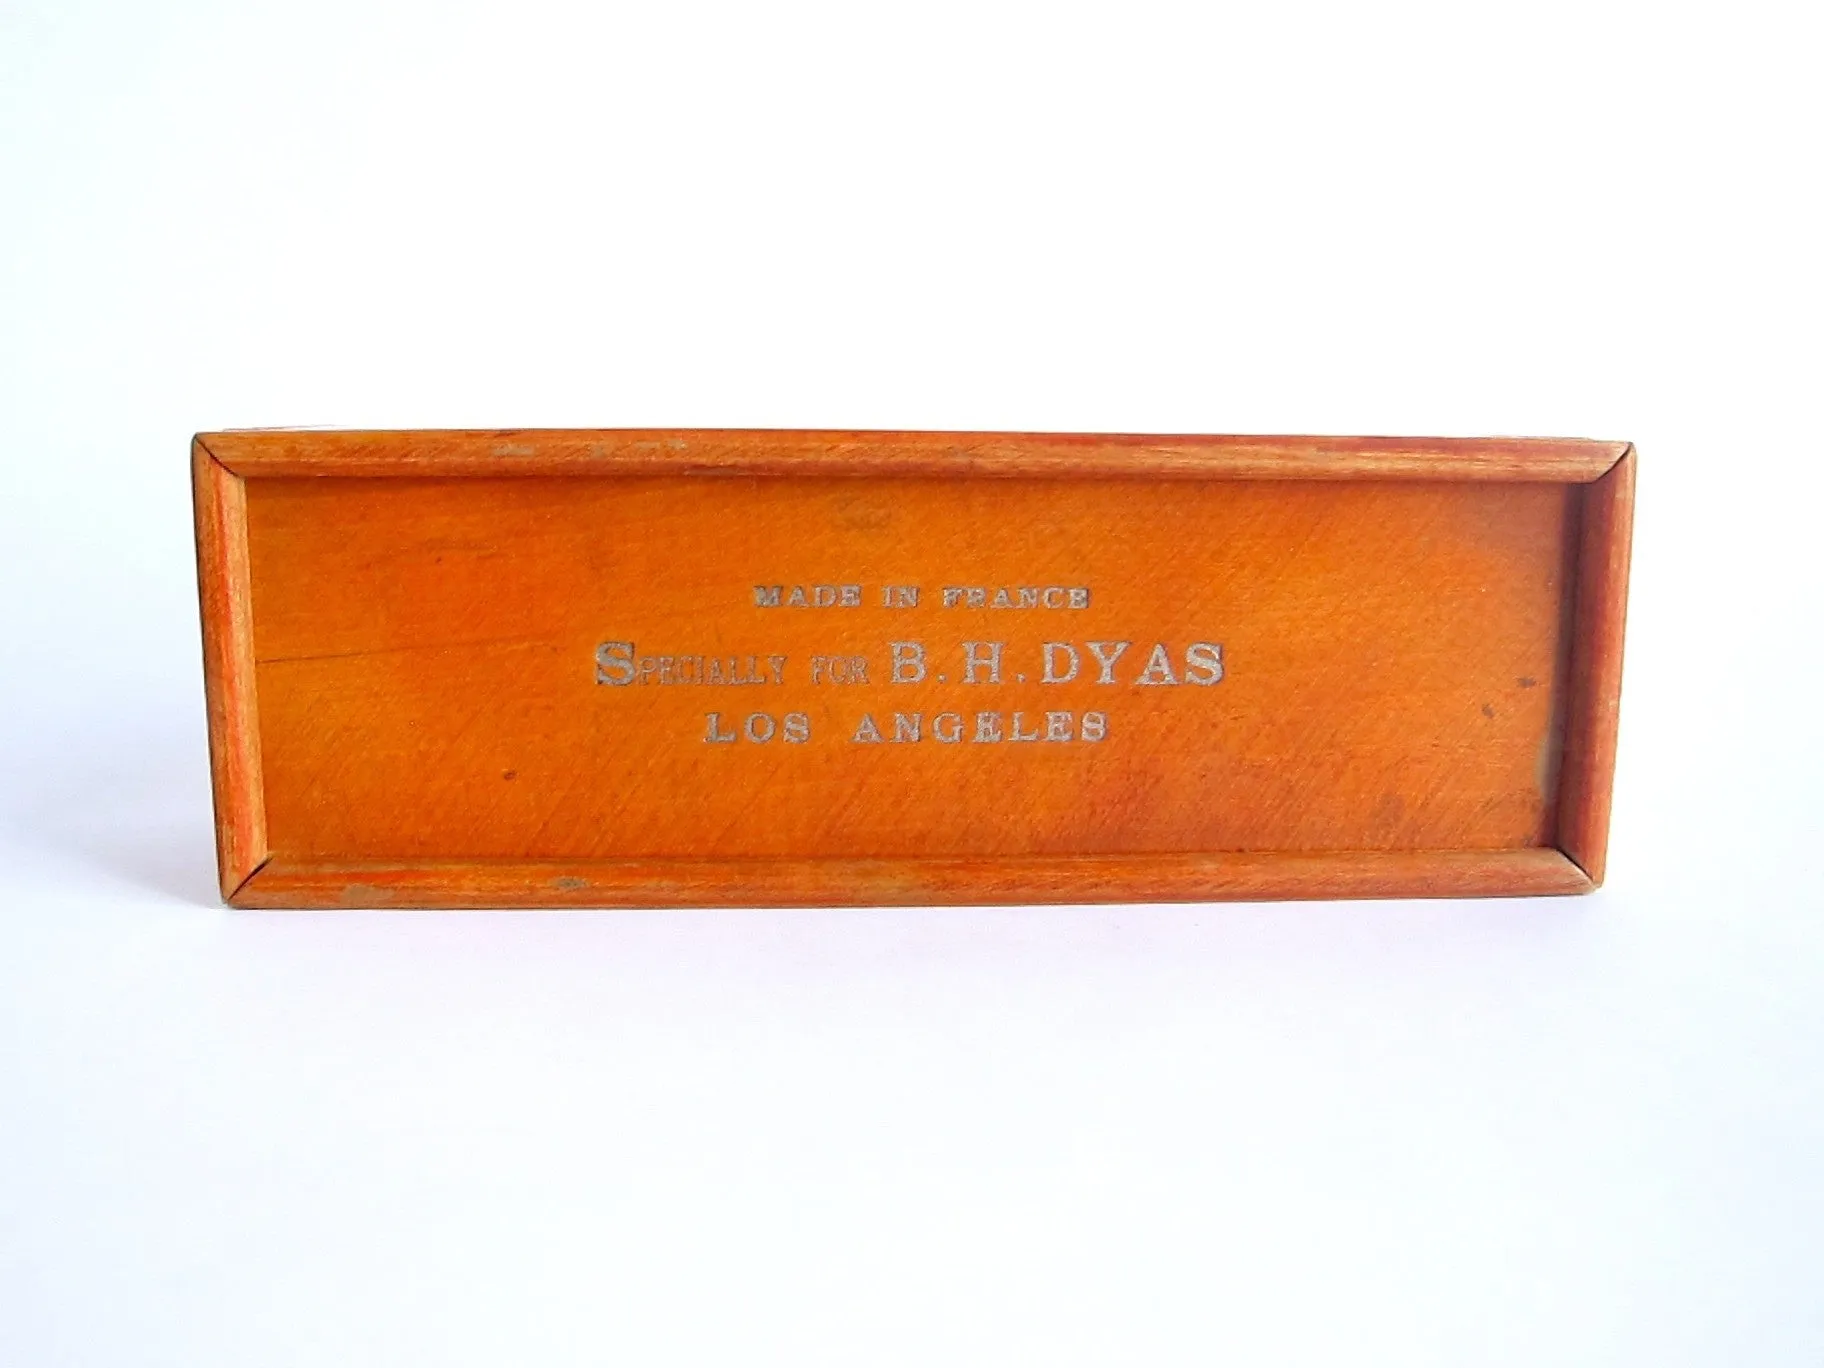 MADE IN FRANCE
SPECIALLY FOR B.H.DYAS
LOS ANGELES